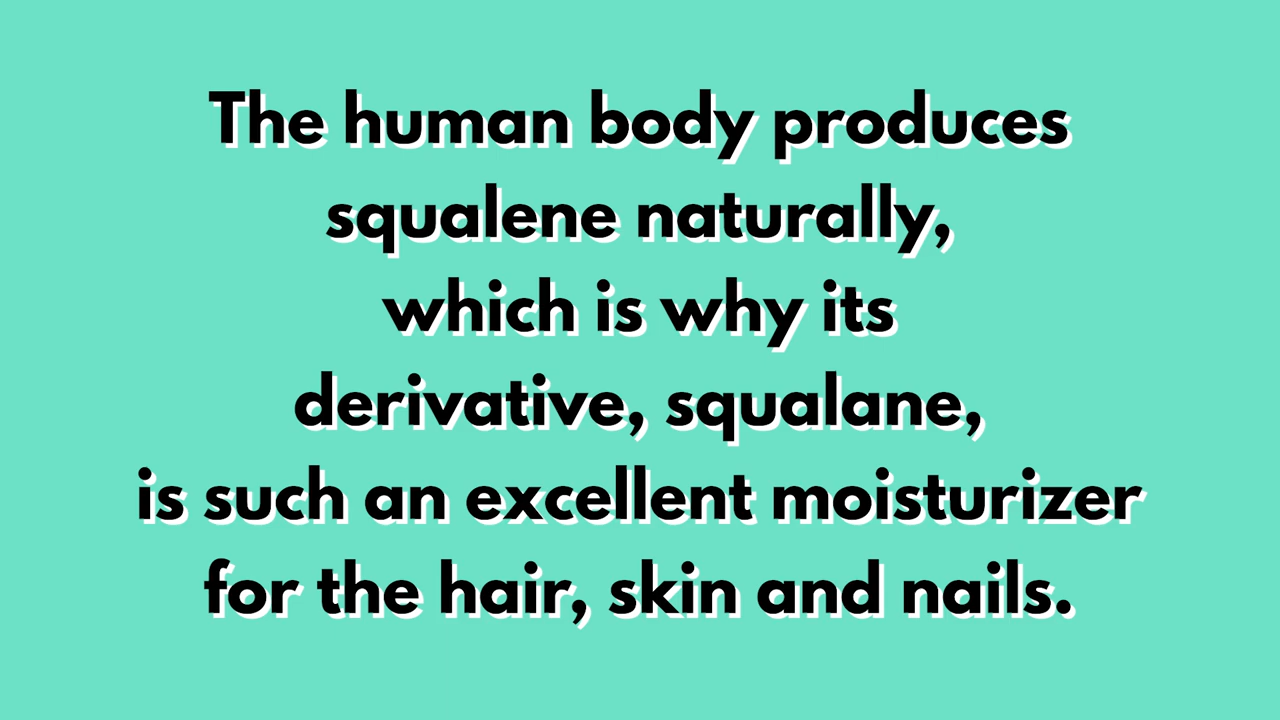 The human body produces
squalene naturally,
which is why its
derivative, squalane,
is such an excellent moisturizer
for the hair, skin and nails.